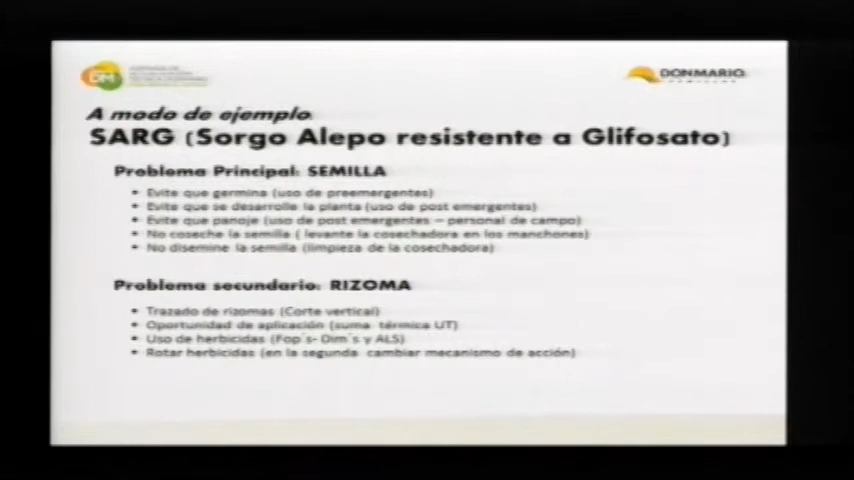 DM
DONMARIO
SEMILLAS
A modo de ejemplo
SARG (Sorgo Alepo resistente a Glifosato)
Problema Principal: SEMILLA
• Evite que germina (uso de preemergentes)
• Evite que se desarrolle la planta (uso de post emergentes)
• Evite que panoje (uso de post emergentes – personal de campo)
• No coseche la semilla ( levante la cosechadora en los manchones)
• No disemine la semilla (limpieza de la cosechadora)
Problema secundario: RIZOMA
• Trazado de rizomas (Corte vertical)
• Oportunidad de aplicación (suma térmica UT)
• Uso de herbicidas (Fop´s- Dim´s y ALS)
• Rotar herbicidas (en la segunda cambiar mecanismo de acción)